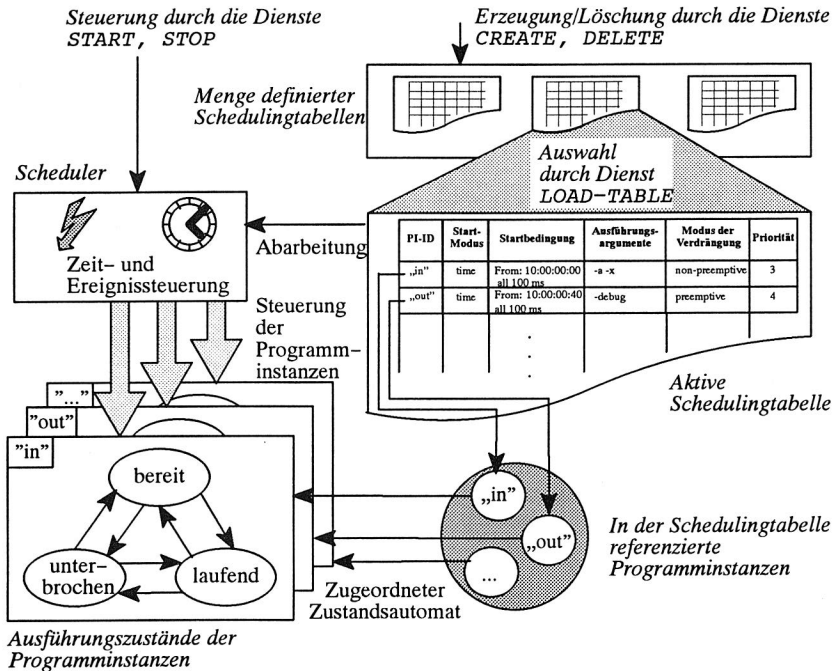 Steuerung durch die Dienste
START, STOP
Erzeugung/Löschung durch die Dienste
CREATE, DELETE
Menge definierter
Schedulingtabellen
Auswahl
durch Dienst
LOAD-TABLE
Scheduler
Zeit- und
Ereignissteuerung
Abarbeitung
PI-ID Start-Modus Startbedingung Ausführungs-argumente Modus der Verdrängung Priorität
„in" time From: 10:00:00:00 all 100 ms -a -x non-preemptive 3
„out" time From: 10:00:00:40 all 100 ms -debug preemptive 4
Aktive
Schedulingtabelle
Steuerung
der
Programm-
instanzen
"..."
"out"
"in"
bereit
unter-
brochen
laufend
„in"
„out"
...
In der Schedulingtabelle
referenzierte
Programminstanzen
Zugeordneter
Zustandsautomat
Ausführungszustände der
Programminstanzen